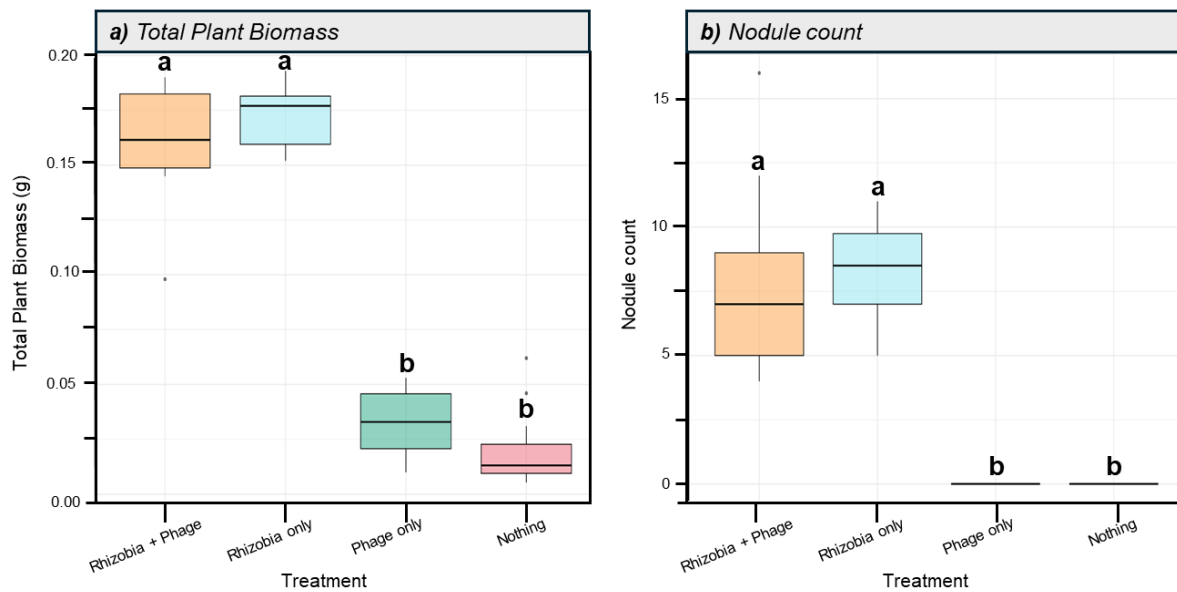 a) Total Plant Biomass
Total Plant Biomass (g)
0.20
0.15
0.10
0.05
0.00
a
a
b
b
Rhizobia + Phage
Rhizobia only
Phage only
Nothing
Treatment
b) Nodule count
Nodule count
15
10
5
0
a
a
b
b
Rhizobia + Phage
Rhizobia only
Phage only
Nothing
Treatment